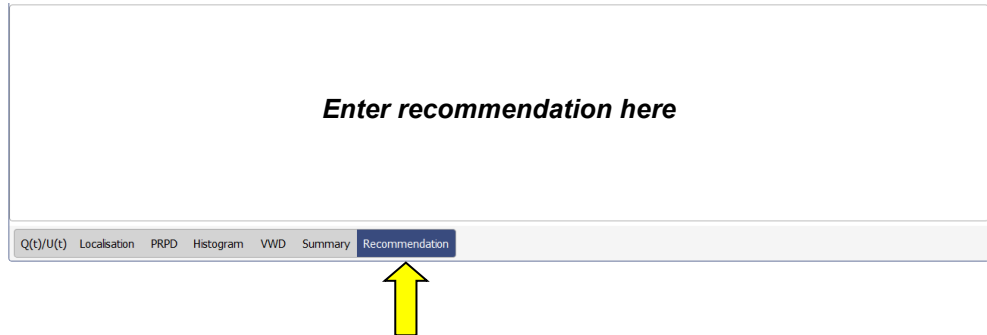 Enter recommendation here
Q(t)/U(t) Localisation PRPD Histogram VWD Summary Recommendation